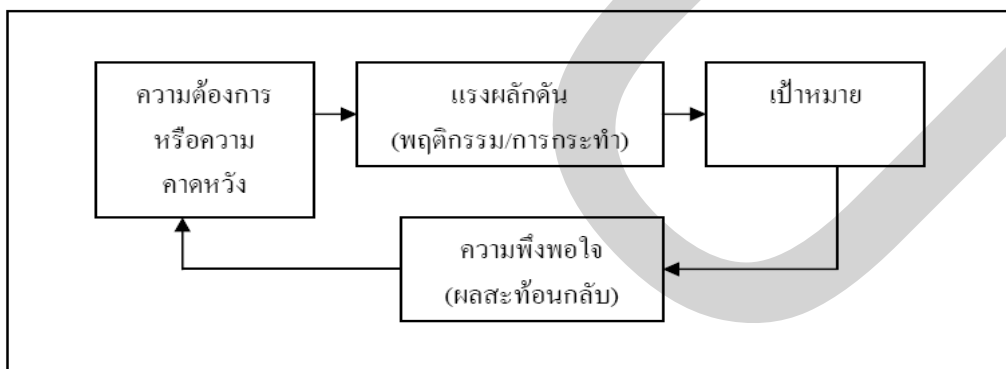 ความต้องการ
หรือความ
คาดหวัง
แรงผลักดัน
(พฤติกรรม/การกระทำ)
เป้าหมาย
ความพึงพอใจ
(ผลสะท้อนกลับ)